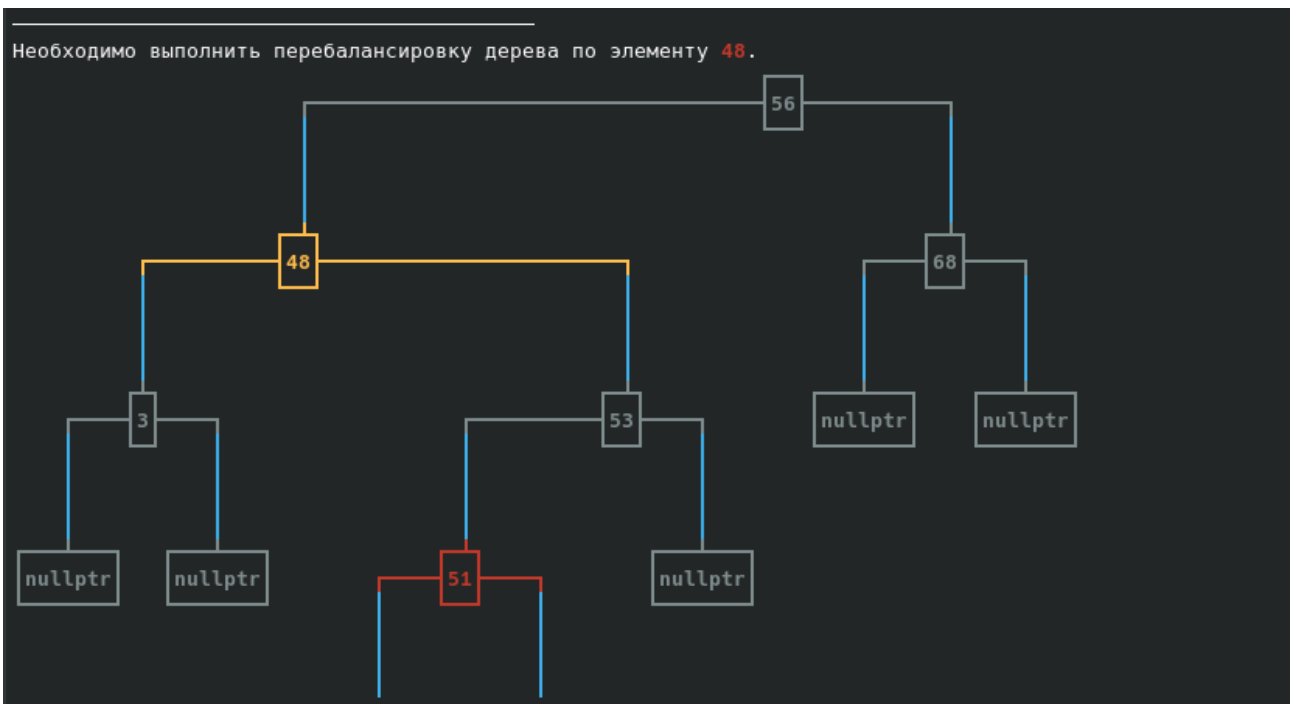 Необходимо выполнить перебалансировку дерева по элементу 48.
56
48 68
3 53 nullptr nullptr
nullptr nullptr 51 nullptr